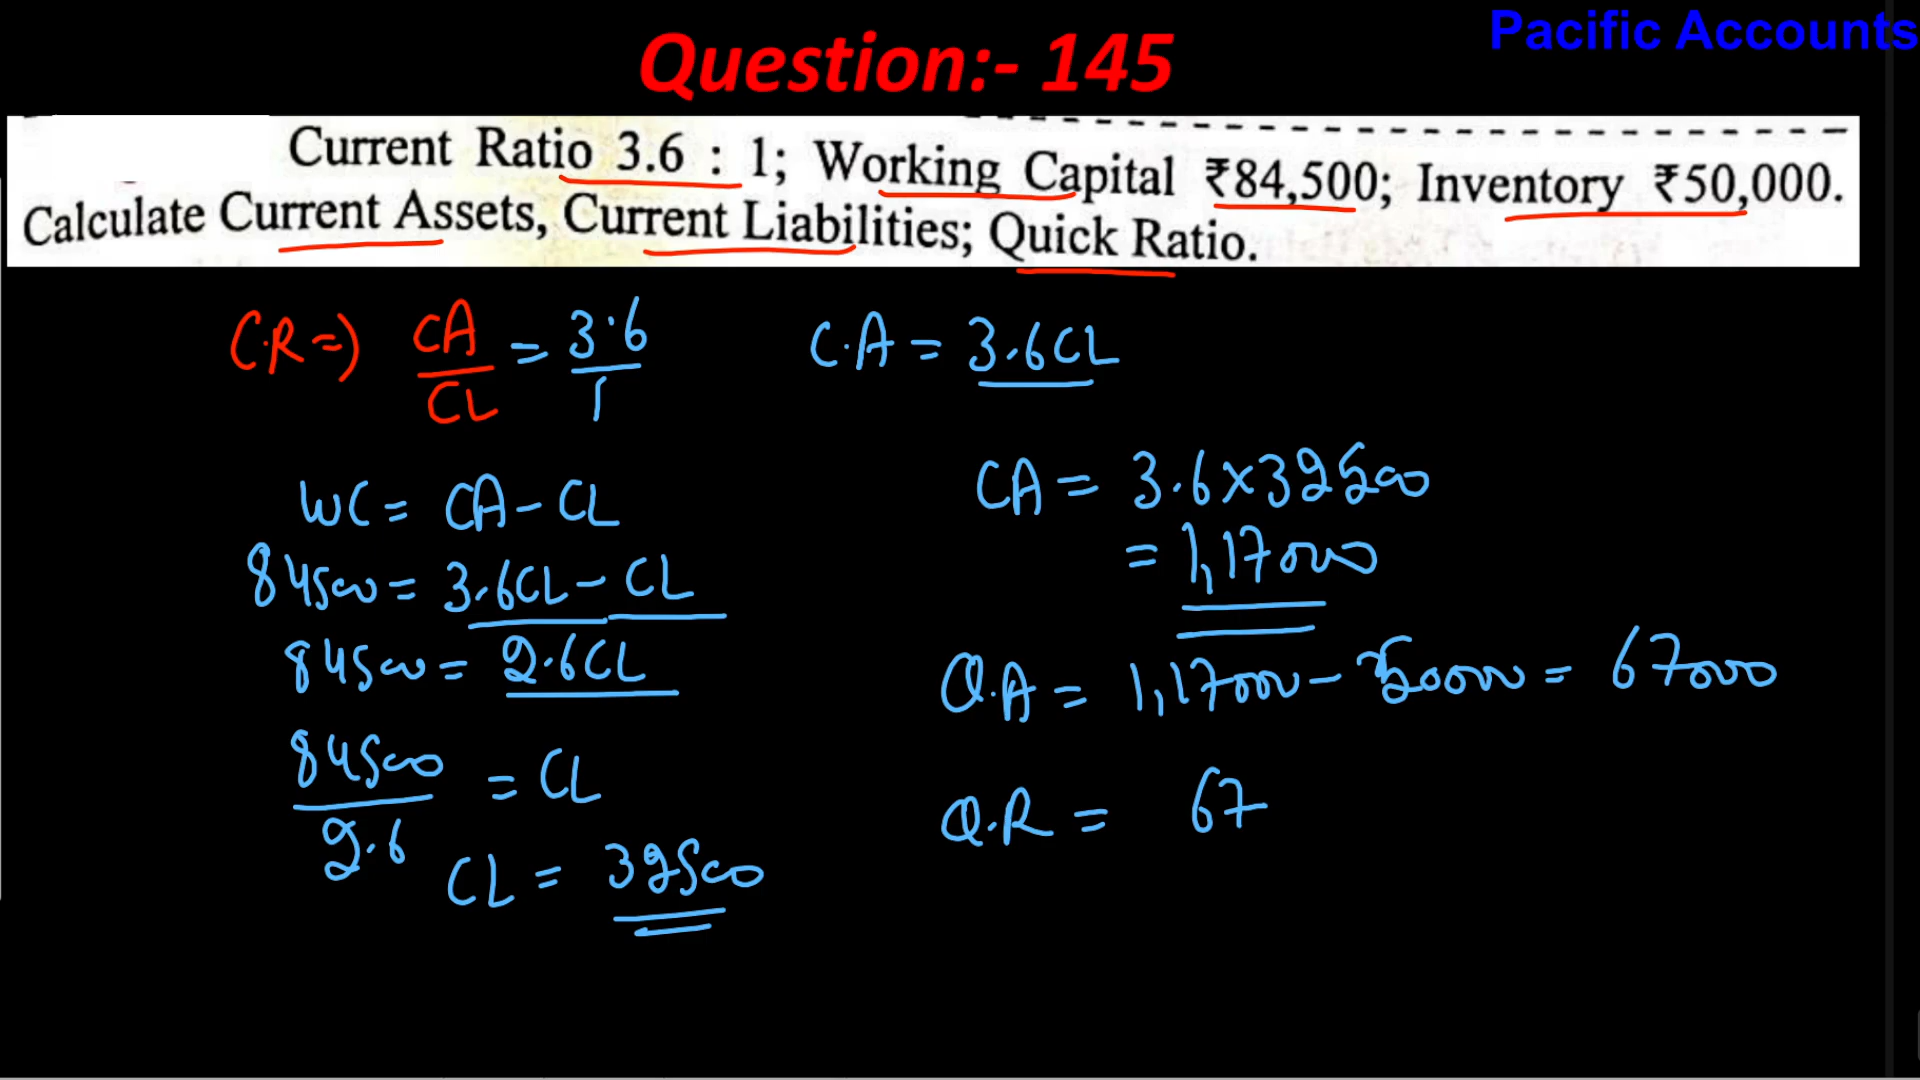 Question:- 145
Pacific Accounts
Current Ratio 3.6 : 1; Working Capital ₹84,500; Inventory ₹50,000.
Calculate Current Assets, Current Liabilities; Quick Ratio.
C.R => CA/CL = 3.6/1
C.A = 3.6CL
WC = CA - CL
84500 = 3.6CL - CL
84500 = 2.6CL
84500/2.6 = CL
CL = 32500
CA = 3.6x32500
= 1,17000
Q.A = 1,17000 - 50000 = 67000
Q.R = 67